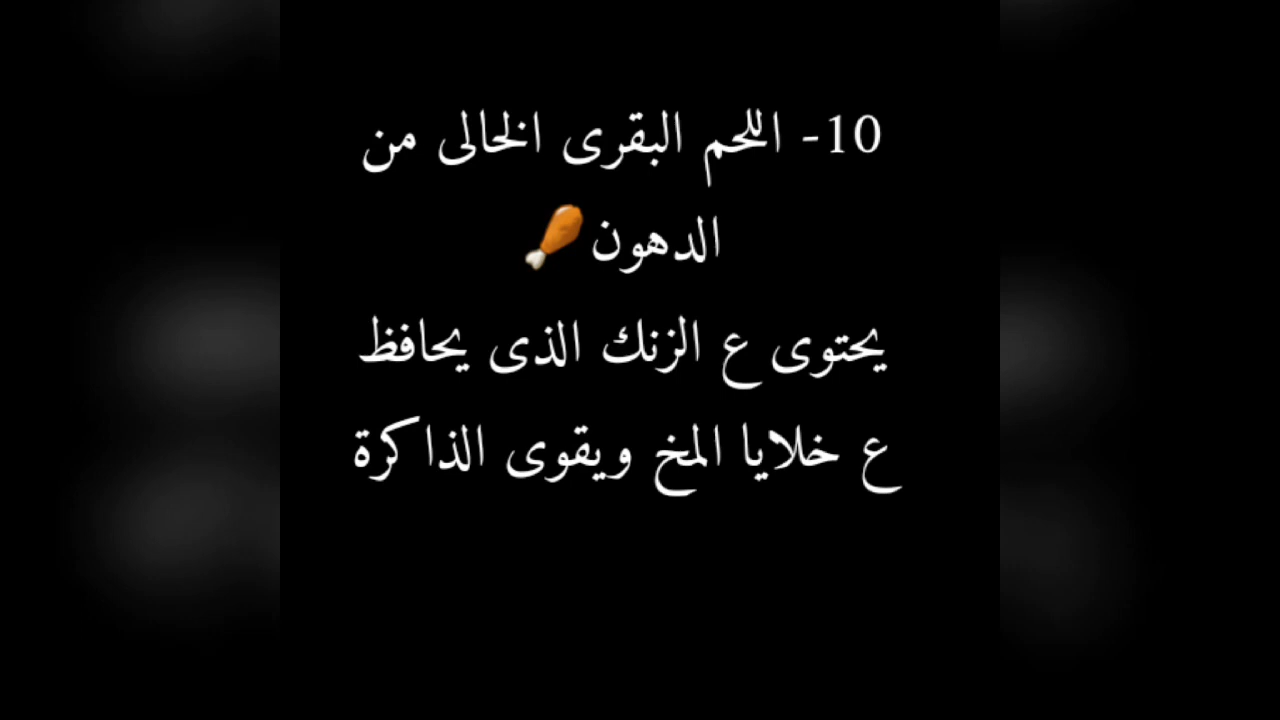 10- اللحم البقرى الخالى من
الدهون🍗
يحتوى ع الزنك الذى يحافظ
ع خلايا المخ ويقوى الذاكرة